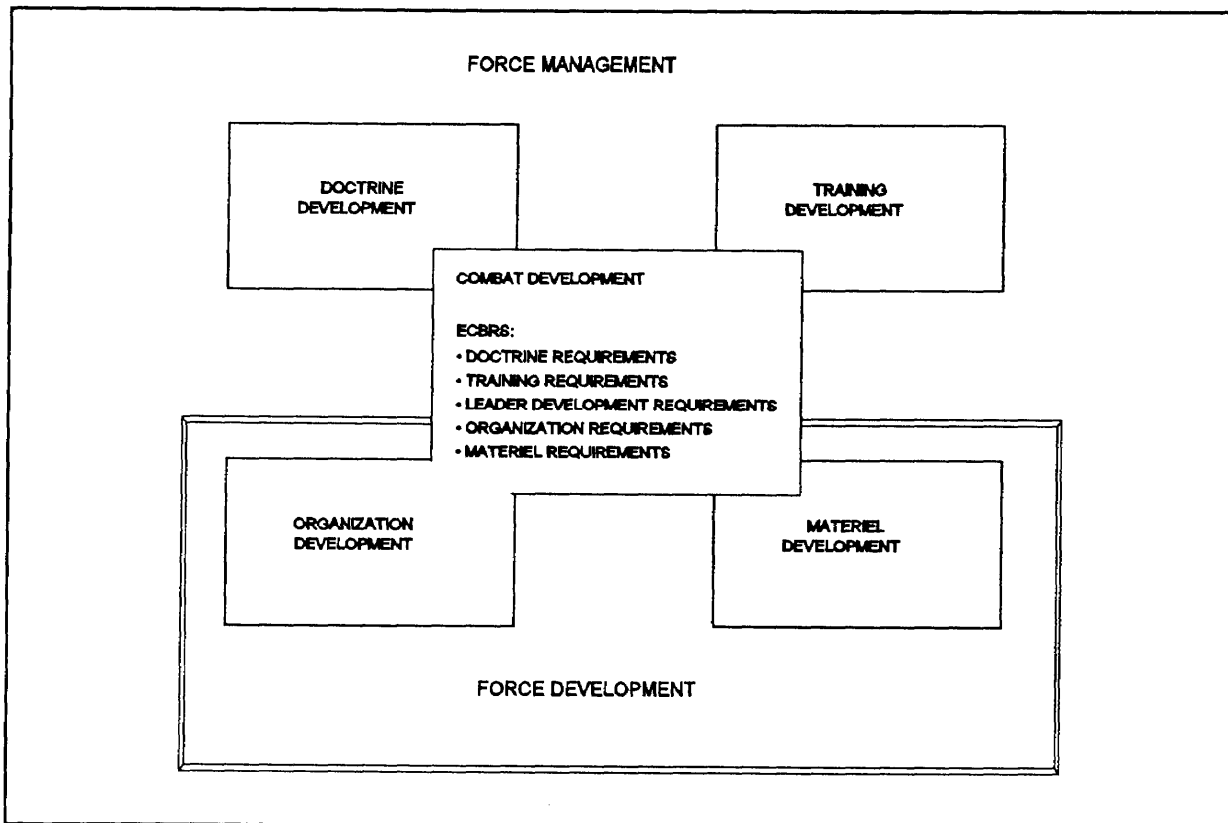 FORCE MANAGEMENT
DOCTRINE
DEVELOPMENT
TRAINING
DEVELOPMENT
COMBAT DEVELOPMENT
ECBRS:
• DOCTRINE REQUIREMENTS
• TRAINING REQUIREMENTS
• LEADER DEVELOPMENT REQUIREMENTS
• ORGANIZATION REQUIREMENTS
• MATERIEL REQUIREMENTS
ORGANIZATION
DEVELOPMENT
MATERIEL
DEVELOPMENT
FORCE DEVELOPMENT